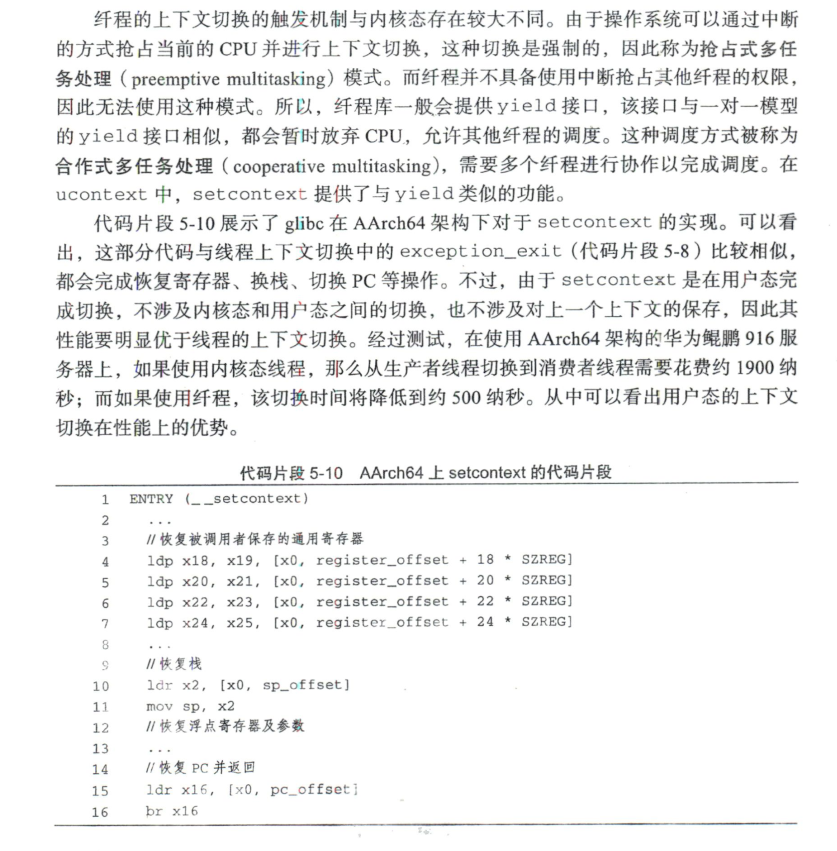 纤程的上下文切换的触发机制与内核态存在较大不同。由于操作系统可以通过中断
的方式抢占当前的 CPU 并进行上下文切换，这种切换是强制的，因此称为抢占式多任
务处理（preemptive multitasking）模式。而纤程并不具备使用中断抢占其他纤程的权限，
因此无法使用这种模式。所以，纤程库一般会提供 yield 接口，该接口与一对一模型
的 yield 接口相似，都会暂时放弃 CPU，允许其他纤程的调度。这种调度方式被称为
合作式多任务处理（cooperative multitasking），需要多个纤程进行协作以完成调度。在
ucontext 中，setcontext 提供了与 yield 类似的功能。
代码片段 5-10 展示了 glibc 在 AArch64 架构下对于 setcontext 的实现。可以看
出，这部分代码与线程上下文切换中的 exception_exit（代码片段 5-8）比较相似，
都会完成恢复寄存器、换栈、切换 PC 等操作。不过，由于 setcontext 是在用户态完
成切换，不涉及内核态和用户态之间的切换，也不涉及对上一个上下文的保存，因此其
性能要明显优于线程的上下文切换。经过测试，在使用 AArch64 架构的华为鲲鹏 916 服
务器上，如果使用内核态线程，那么从生产者线程切换到消费者线程需要花费约 1900 纳
秒；而如果使用纤程，该切换时间将降低到约 500 纳秒。从中可以看出用户态的上下文
切换在性能上的优势。
代码片段 5-10 AArch64 上 setcontext 的代码片段
1 ENTRY (__setcontext)
2 ...
3 // 恢复被调用者保存的通用寄存器
4 ldp x18, x19, [x0, register_offset + 18 * SZREG]
5 ldp x20, x21, [x0, register_offset + 20 * SZREG]
6 ldp x22, x23, [x0, register_offset + 22 * SZREG]
7 ldp x24, x25, [x0, register_offset + 24 * SZREG]
8 ...
9 // 恢复栈
10 ldr x2, [x0, sp_offset]
11 mov sp, x2
12 // 恢复浮点寄存器及参数
13 ...
14 // 恢复 PC 并返回
15 ldr x16, [x0, pc_offset]
16 br x16